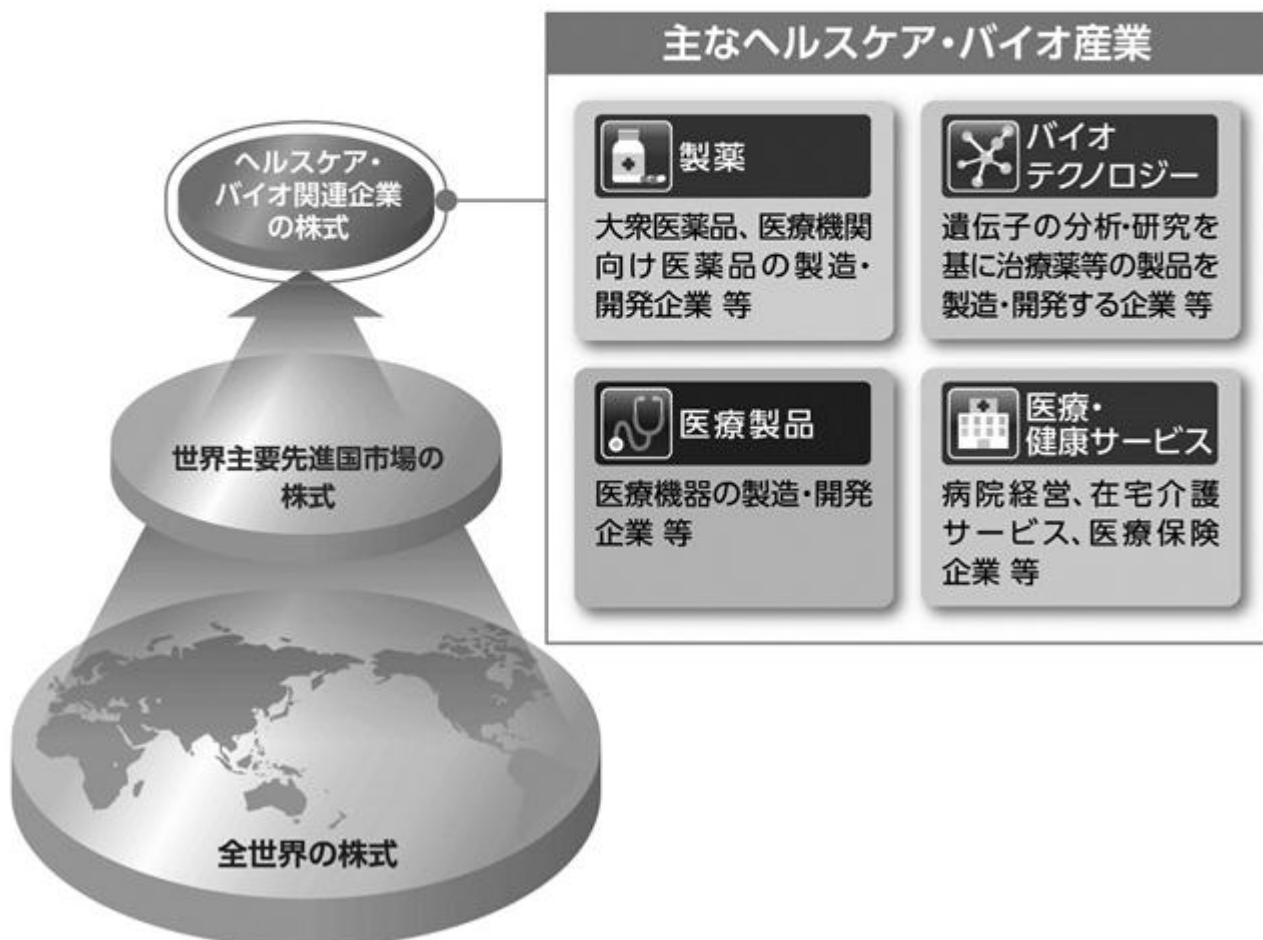 主なヘルスケア・バイオ産業
ヘルスケア・
バイオ関連企業
の株式
世界主要先進国市場の
株式
全世界の株式
製薬
大衆医薬品、医療機関
向け医薬品の製造・
開発企業 等
バイオ
テクノロジー
遺伝子の分析・研究を
基に治療薬等の製品を
製造・開発する企業 等
医療製品
医療機器の製造・開発
企業 等
医療・
健康サービス
病院経営、在宅介護
サービス、医療保険
企業 等